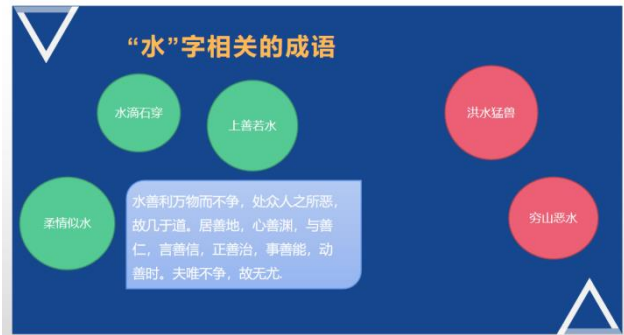 “水”字相关的成语
水滴石穿
上善若水
洪水猛兽
柔情似水
水善利万物而不争，处众人之所恶，
故几于道。居善地，心善渊，与善
仁，言善信，正善治，事善能，动
善时。夫唯不争，故无尤.
穷山恶水